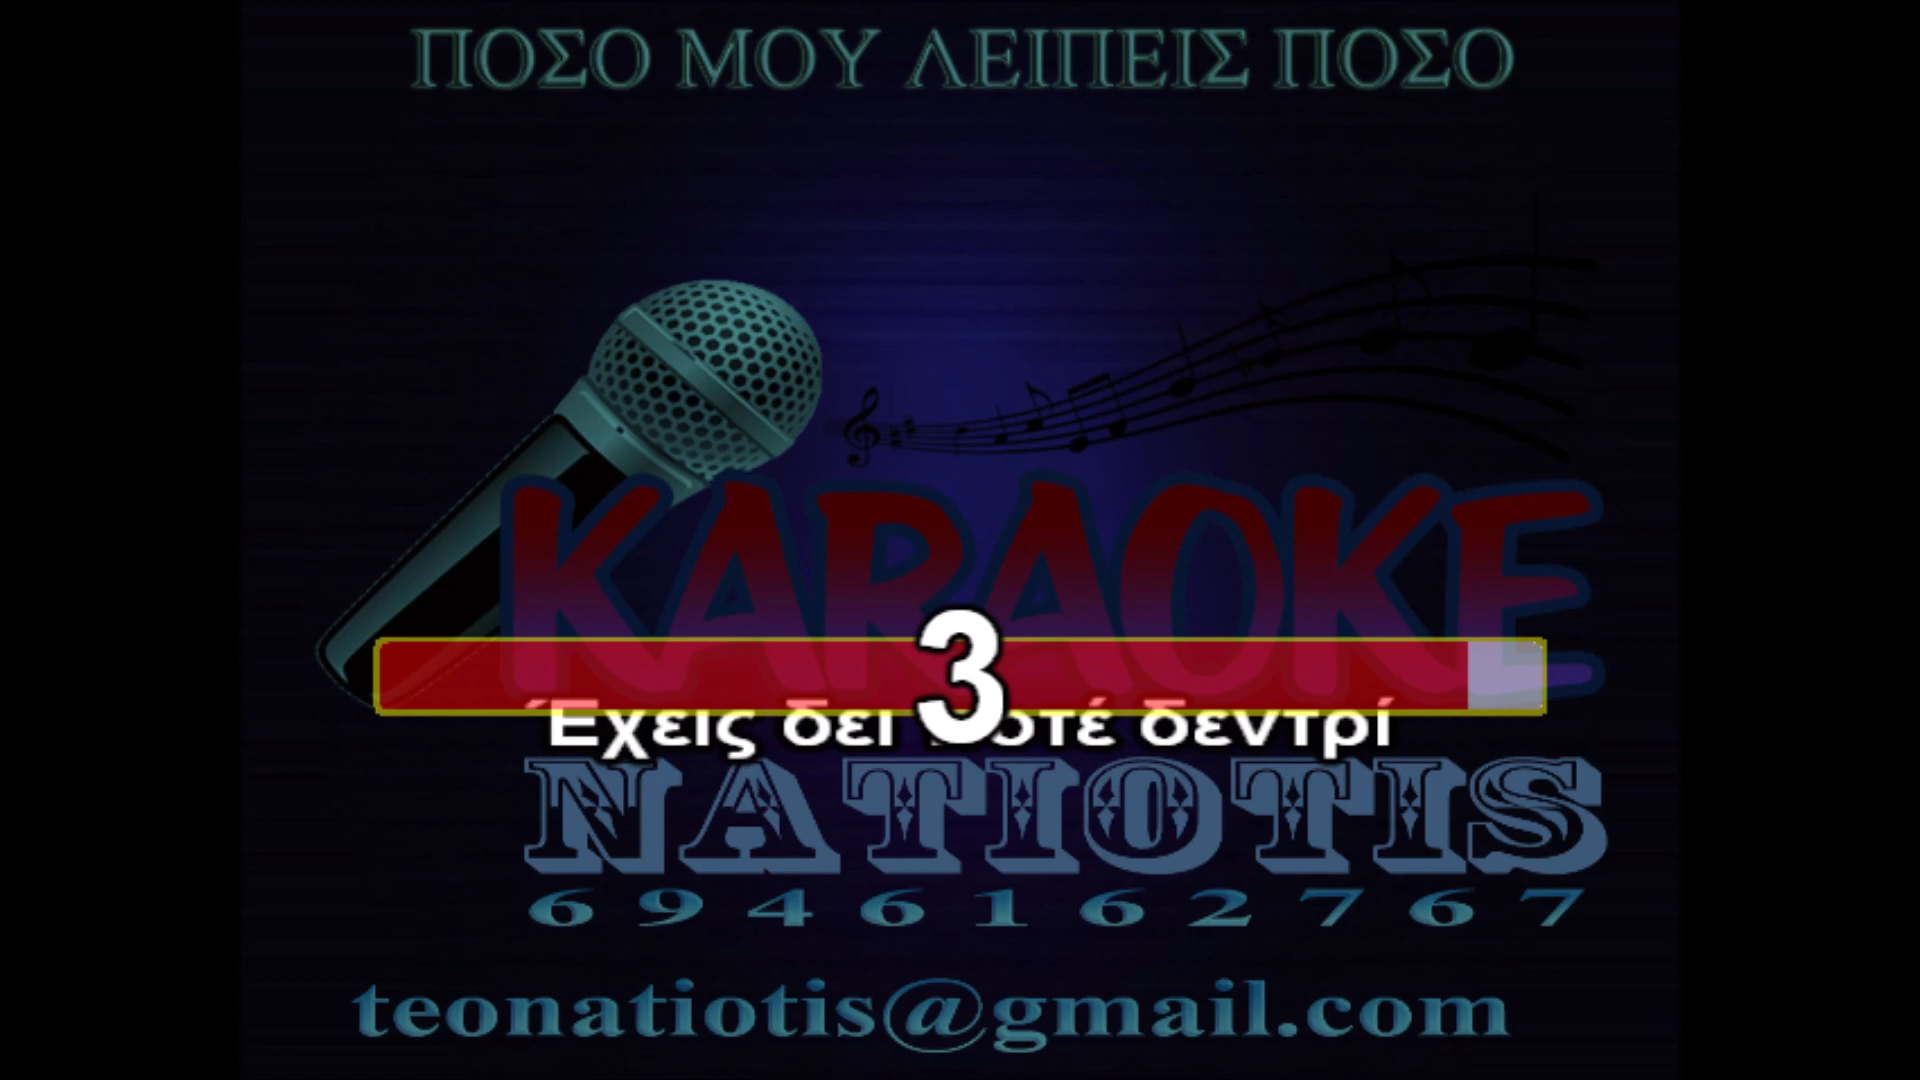 ΠΟΣΟ ΜΟΥ ΛΕΙΠΕΙΣ ΠΟΣΟ
KARAOKE
3
Έχεις δει ποτέ δεντρί
NATIOTIS
6946162767
teonatiotis@gmail.com